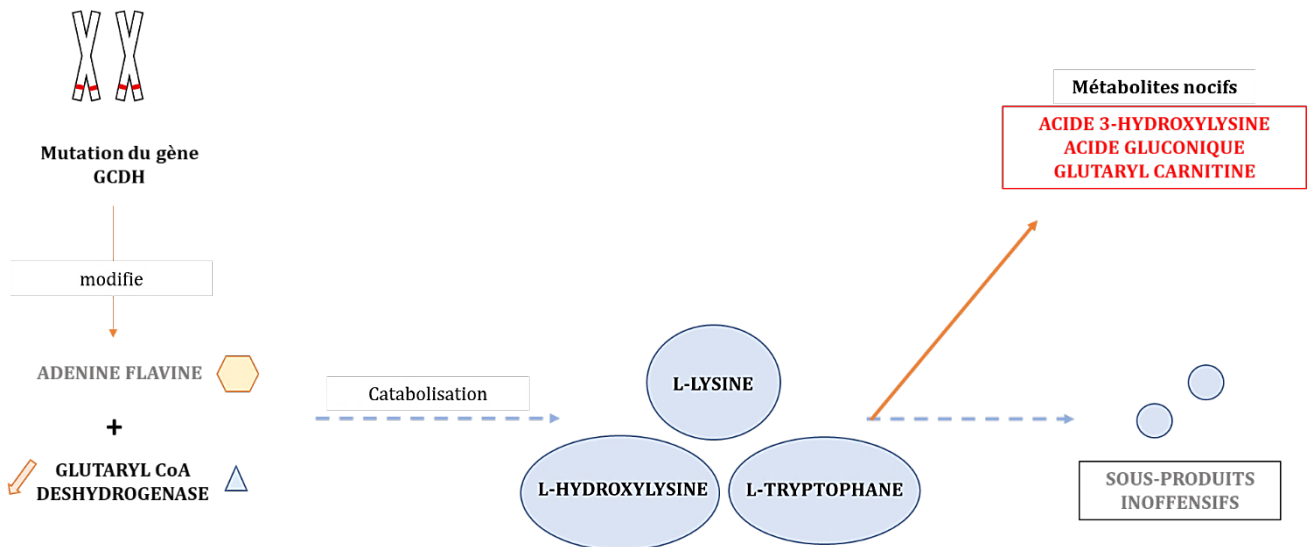 Mutation du gène
GCDH
modifie
ADENINE FLAVINE
+
GLUTARYL CoA
DESHYDROGENASE
Catabolisation
L-LYSINE
L-HYDROXYLYSINE
L-TRYPTOPHANE
Métabolites nocifs
ACIDE 3-HYDROXYLYSINE
ACIDE GLUCONIQUE
GLUTARYL CARNITINE
SOUS-PRODUITS
INOFFENSIFS